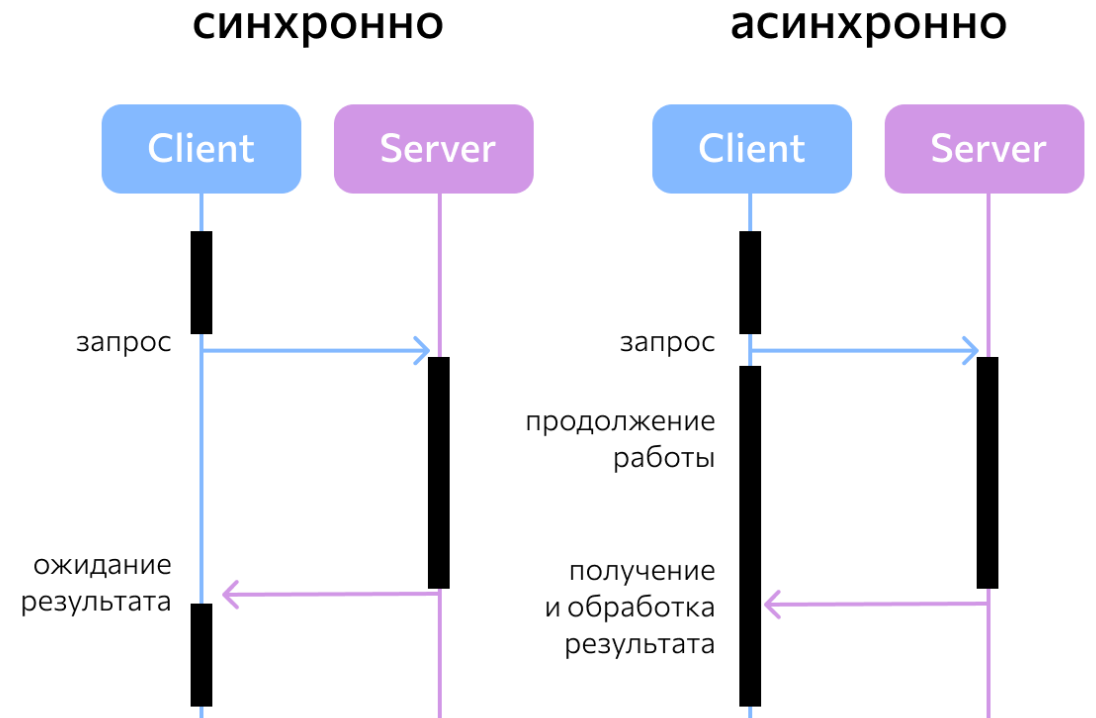 синхронно
Client
Server
запрос
ожидание
результата
асинхронно
Client
Server
запрос
продолжение
работы
получение
и обработка
результата